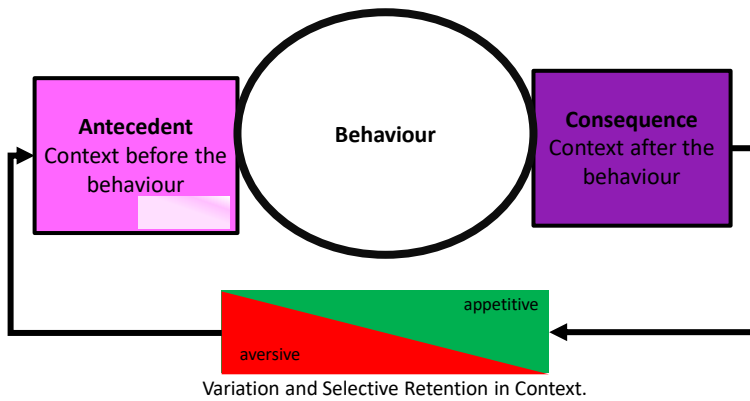 Antecedent
Context before the
behaviour
Behaviour
Consequence
Context after the
behaviour
appetitive
aversive
Variation and Selective Retention in Context.